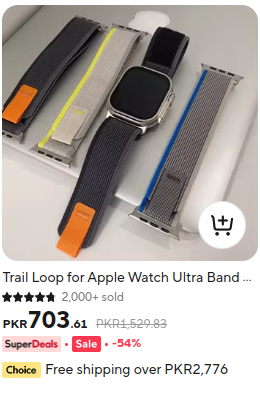 Trail Loop for Apple Watch Ultra Band ...
2,000+ sold
PKR703.61 PKR1,529.83
SuperDeals • Sale • -54%
Choice Free shipping over PKR2,776